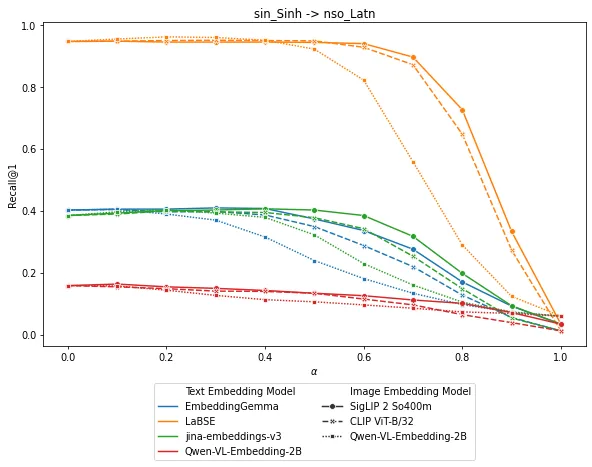 sin_Sinh -> nso_Latn
1.0
0.8
0.6
0.4
0.2
0.0
Recall@1
0.0 0.2 0.4 0.6 0.8 1.0
α
Text Embedding Model Image Embedding Model
EmbeddingGemma SigLIP 2 So400m
LaBSE CLIP ViT-B/32
jina-embeddings-v3 Qwen-VL-Embedding-2B
Qwen-VL-Embedding-2B